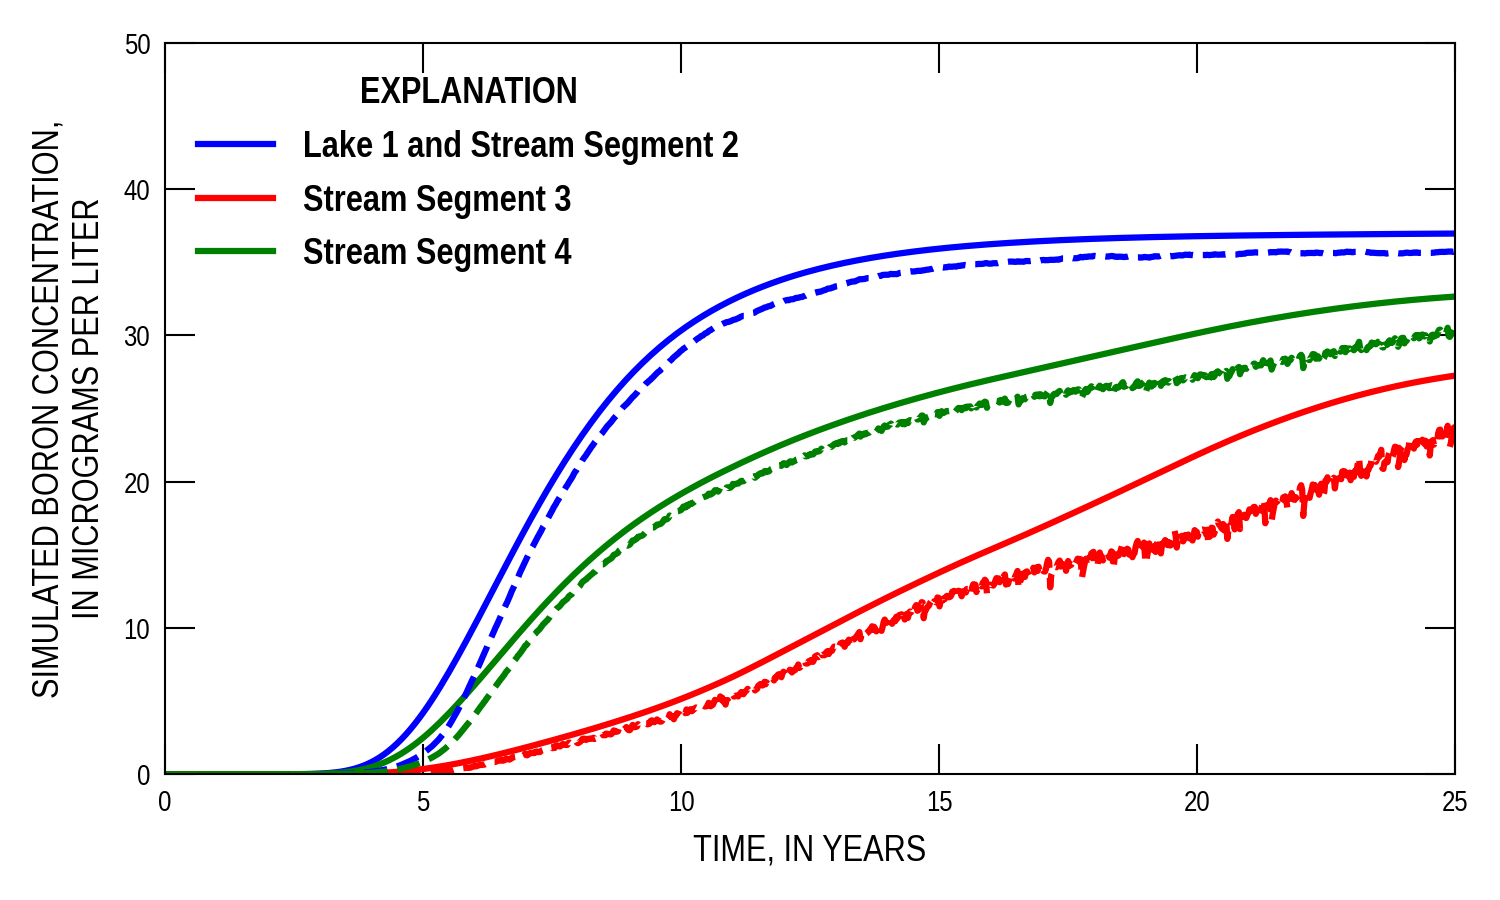 50
40
30
20
10
0
SIMULATED BORON CONCENTRATION,
IN MICROGRAMS PER LITER
EXPLANATION
Lake 1 and Stream Segment 2
Stream Segment 3
Stream Segment 4
0 5 10 15 20 25
TIME, IN YEARS